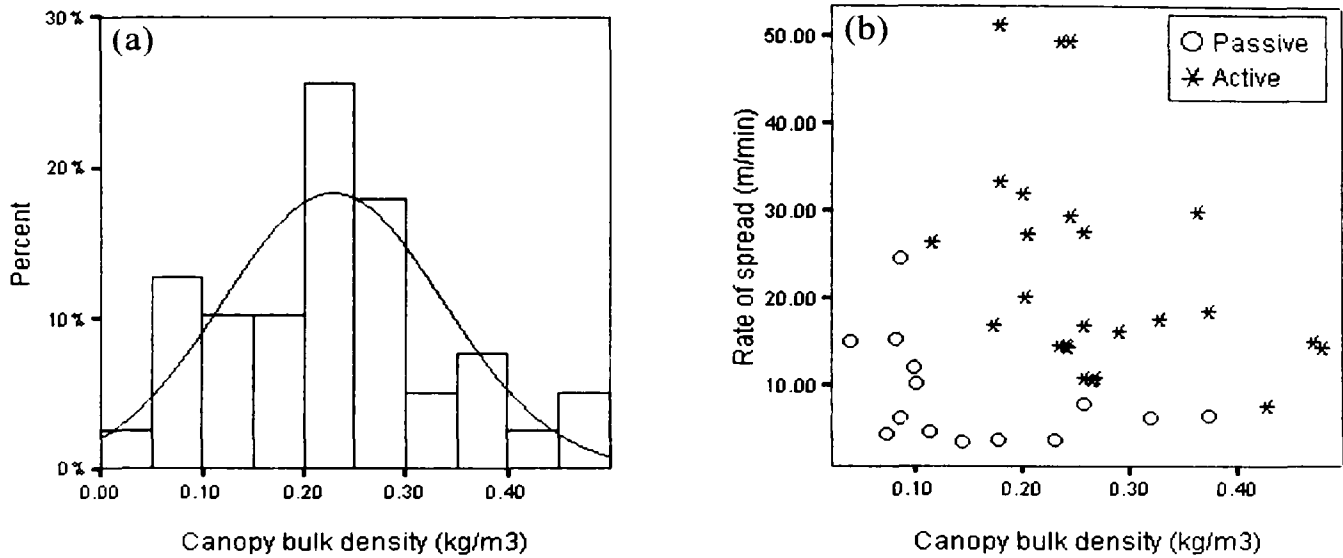 (a)
30%
20%
10%
0%
Percent
0.00 0.10 0.20 0.30 0.40
Canopy bulk density (kg/m3)
(b)
Passive
Active
50.00
40.00
30.00
20.00
10.00
Rate of spread (m/min)
0.10 0.20 0.30 0.40
Canopy bulk density (kg/m3)